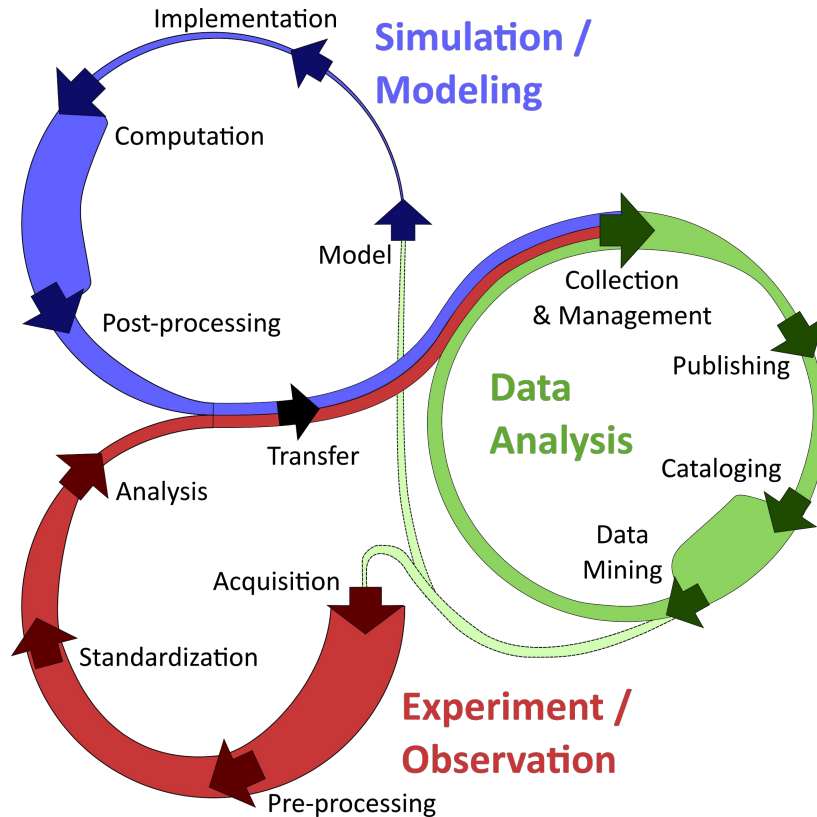 Implementation
Simulation /
Modeling
Computation
Model
Post-processing
Collection
& Management
Publishing
Data
Analysis
Transfer
Cataloging
Analysis
Data
Mining
Acquisition
Standardization
Experiment /
Observation
Pre-processing